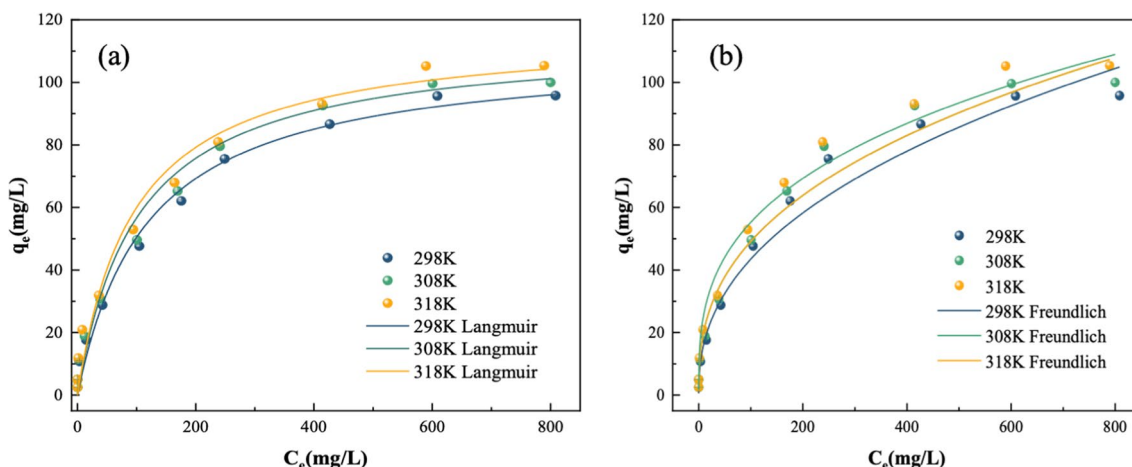 (a)
120
100
80
60
40
20
0
qe(mg/L)
298K
308K
318K
298K Langmuir
308K Langmuir
318K Langmuir
0 200 400 600 800
Ce(mg/L)
(b)
120
100
80
60
40
20
0
qe(mg/L)
298K
308K
318K
298K Freundlich
308K Freundlich
318K Freundlich
0 200 400 600 800
Ce(mg/L)